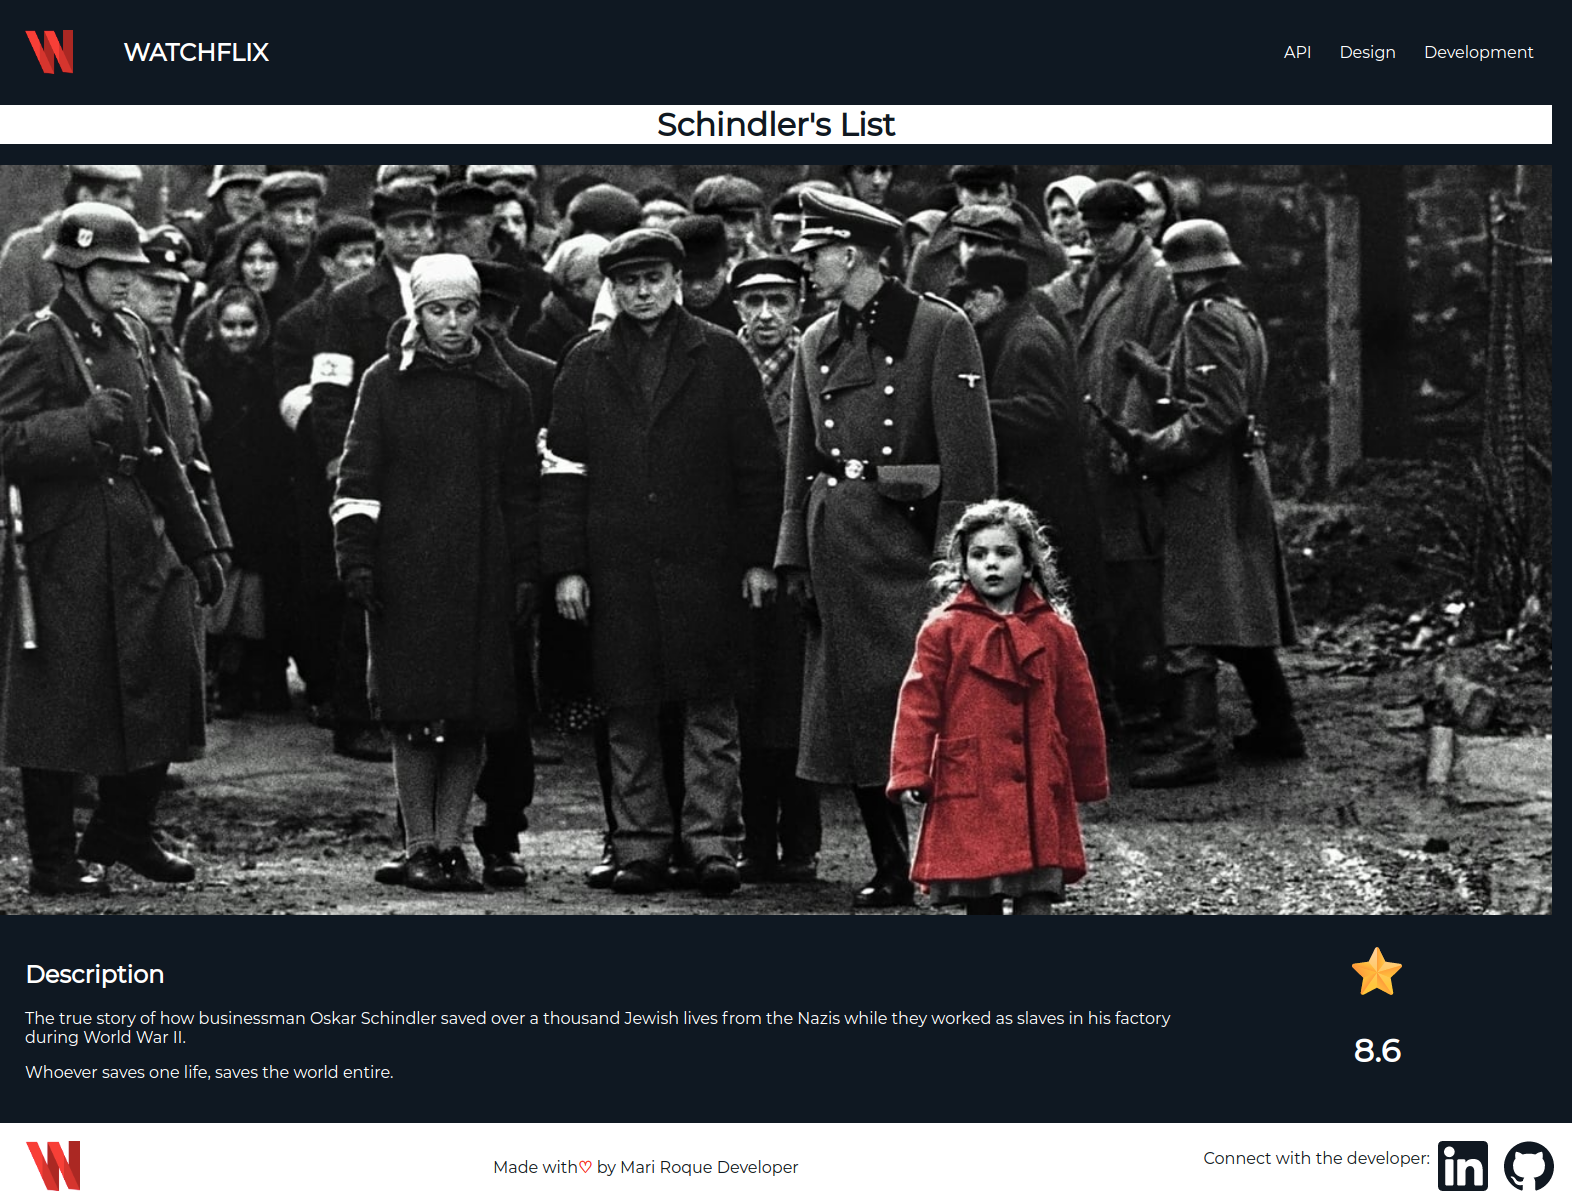 WATCHFLIX
API Design Development
Schindler's List
Description
The true story of how businessman Oskar Schindler saved over a thousand Jewish lives from the Nazis while they worked as slaves in his factory
during World War II.
Whoever saves one life, saves the world entire.
8.6
Made with♡ by Mari Roque Developer
Connect with the developer:
in